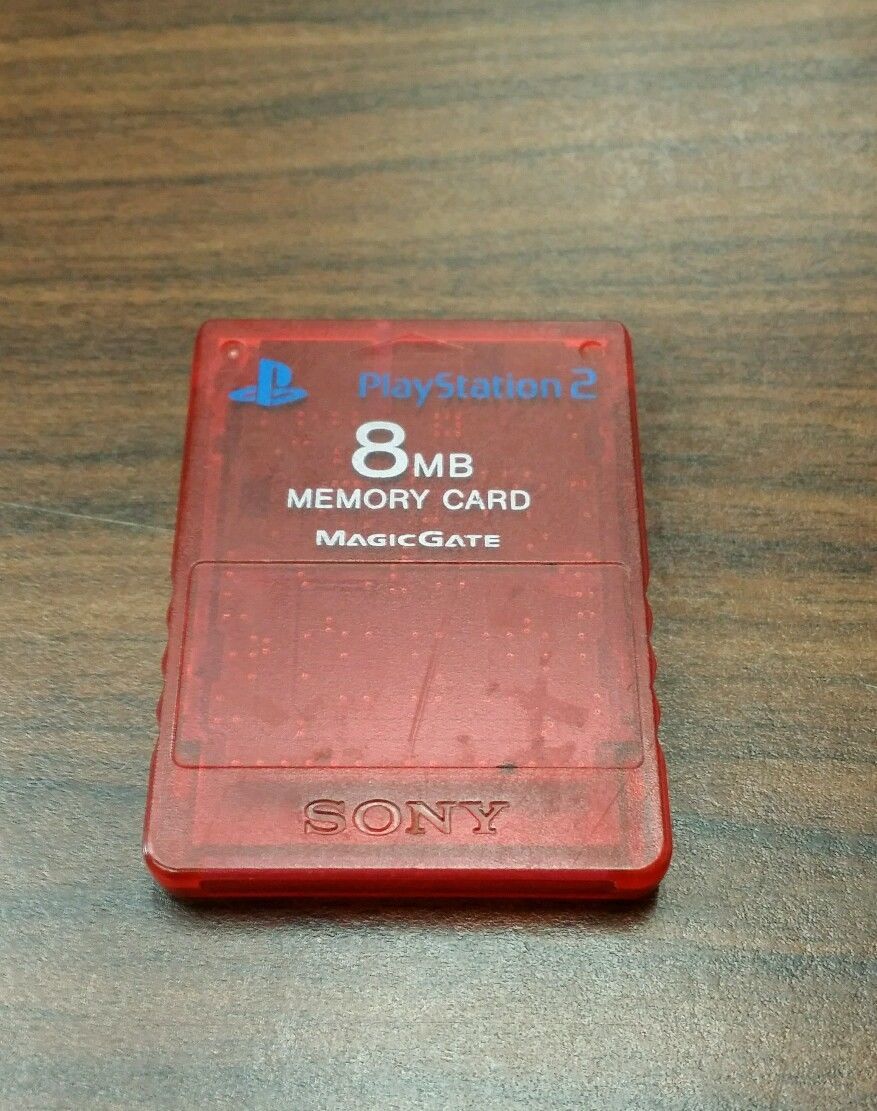 PlayStation 2
8MB
MEMORY CARD
MAGICGATE
SONY